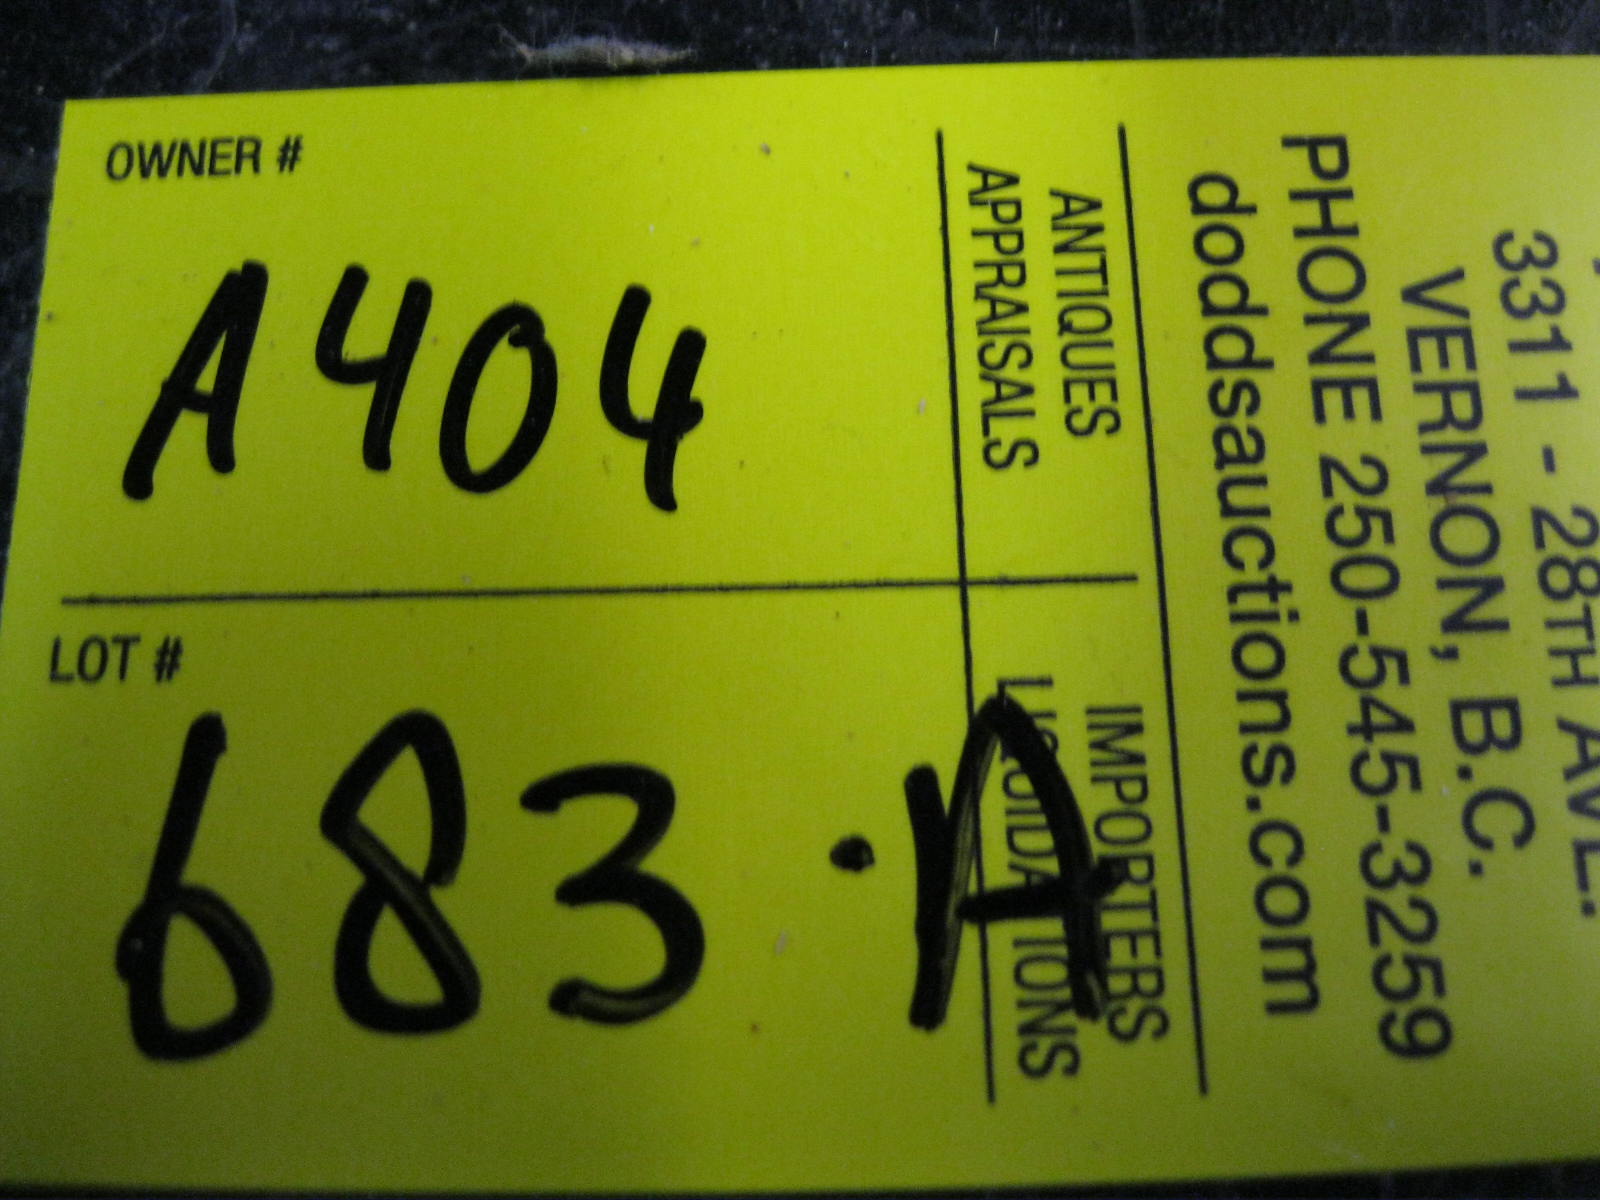 OWNER #
A404
LOT #
683 · A
ANTIQUES
APPRAISALS
IMPORTERS
LIQUIDATIONS
3311 - 28TH AVE.
VERNON, B.C.
PHONE 250-545-3259
doddsauctions.com